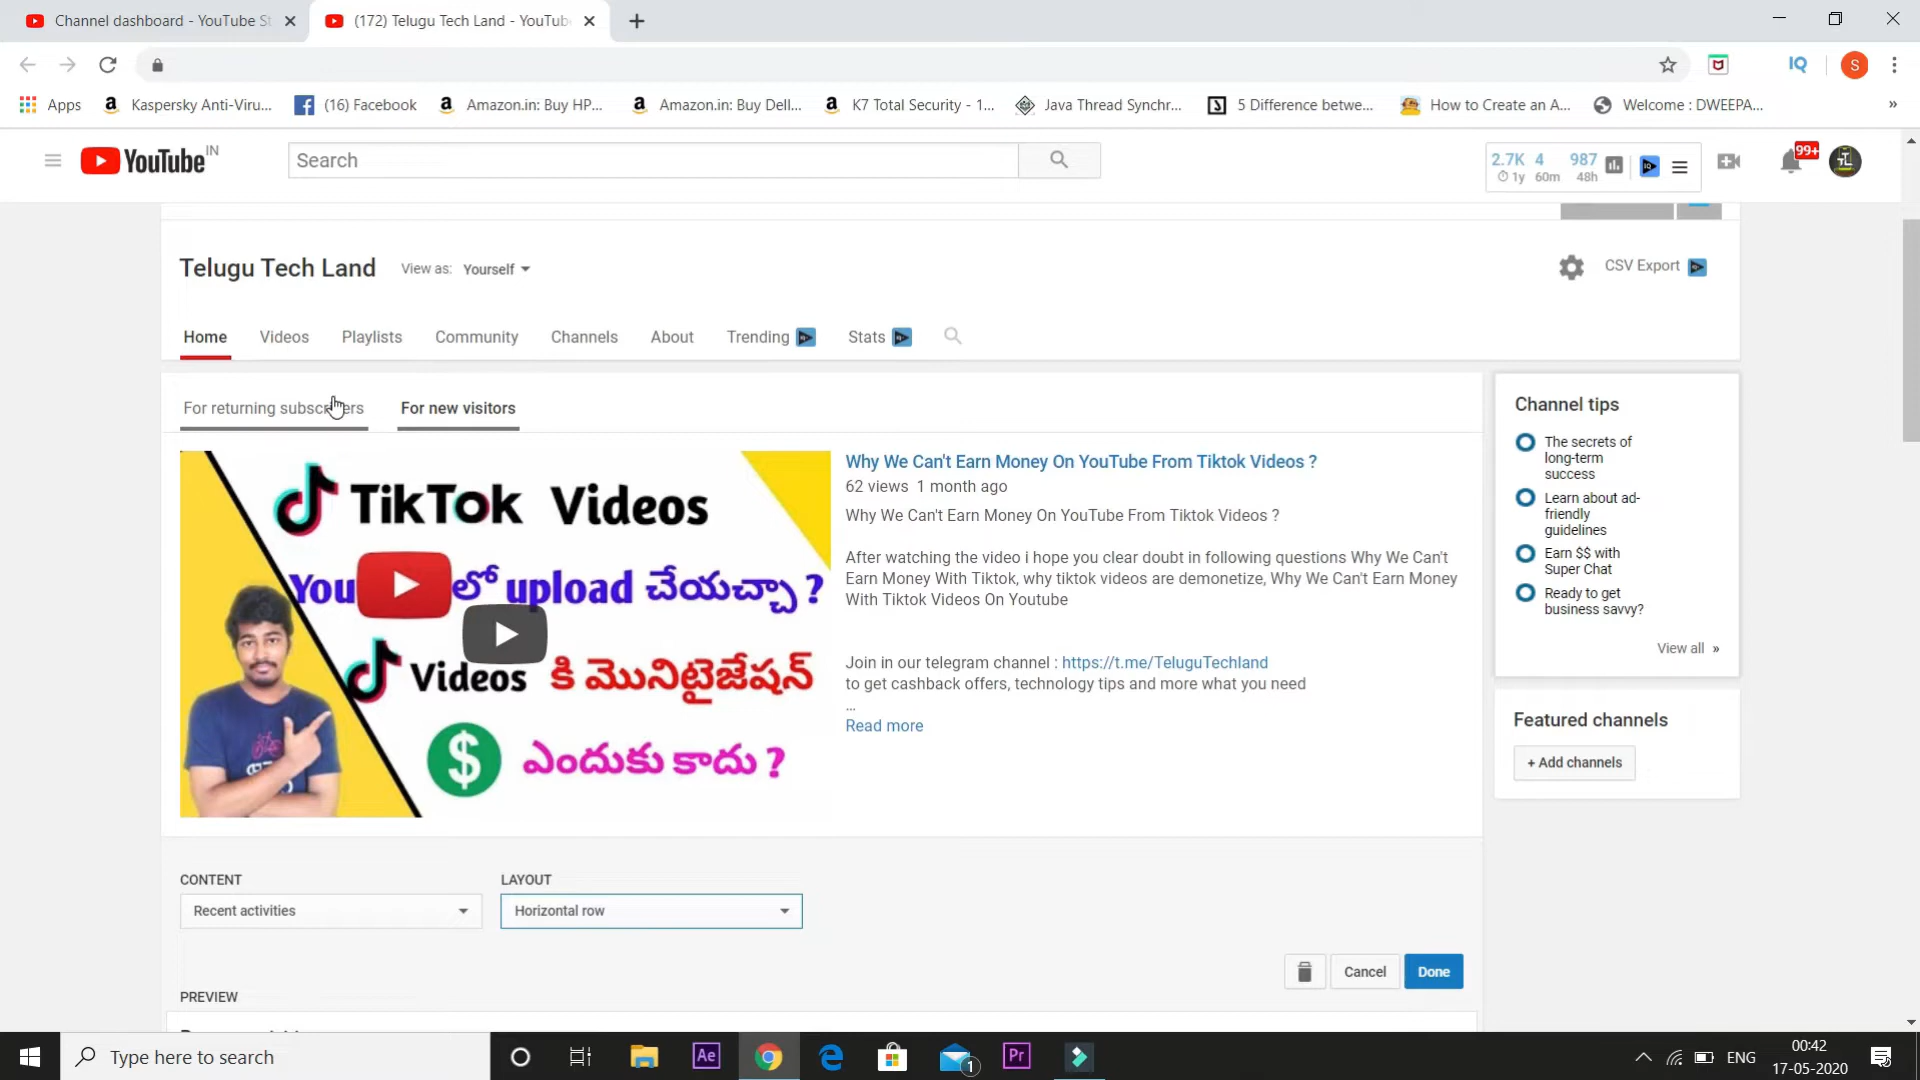 Channel dashboard - YouTube St
(172) Telugu Tech Land - YouTub
Apps
Kaspersky Anti-Viru...
(16) Facebook
Amazon.in: Buy HP...
Amazon.in: Buy Dell...
K7 Total Security - 1...
Java Thread Synchr...
5 Difference betwe...
How to Create an A...
Welcome : DWEEPA...
»
IQ
S
YouTube IN
Search
2.7K 4 987
1y 60m 48h
99+
Telugu Tech Land
View as: Yourself
CSV Export
Home
Videos
Playlists
Community
Channels
About
Trending
Stats
For returning subscribers
For new visitors
TikTok Videos
You లో upload చేయచ్చా ?
Videos కి మొనిటైజేషన్
$ ఎందుకు కాదు ?
Why We Can't Earn Money On YouTube From Tiktok Videos ?
62 views 1 month ago
Why We Can't Earn Money On YouTube From Tiktok Videos ?
After watching the video i hope you clear doubt in following questions Why We Can't
Earn Money With Tiktok, why tiktok videos are demonetize, Why We Can't Earn Money
With Tiktok Videos On Youtube
Join in our telegram channel : https://t.me/TeluguTechland
to get cashback offers, technology tips and more what you need
...
Read more
Channel tips
The secrets of
long-term
success
Learn about ad-
friendly
guidelines
Earn $$ with
Super Chat
Ready to get
business savvy?
View all »
Featured channels
+ Add channels
CONTENT
LAYOUT
Recent activities
Horizontal row
Cancel
Done
PREVIEW
Type here to search
Ae
1
Pr
ENG
00:42
17-05-2020